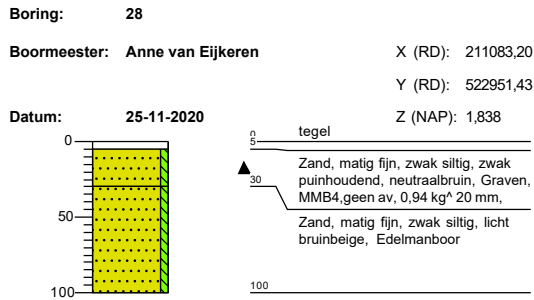 Boring: 28
Boormeester: Anne van Eijkeren X (RD): 211083,20
Y (RD): 522951,43
Datum: 25-11-2020 Z (NAP): 1,838
0 0 tegel
5
Zand, matig fijn, zwak siltig, zwak
puinhoudend, neutraalbruin, Graven,
30 MMB4,geen av, 0,94 kg^ 20 mm,
50 Zand, matig fijn, zwak siltig, licht
bruinbeige, Edelmanboor
100 100